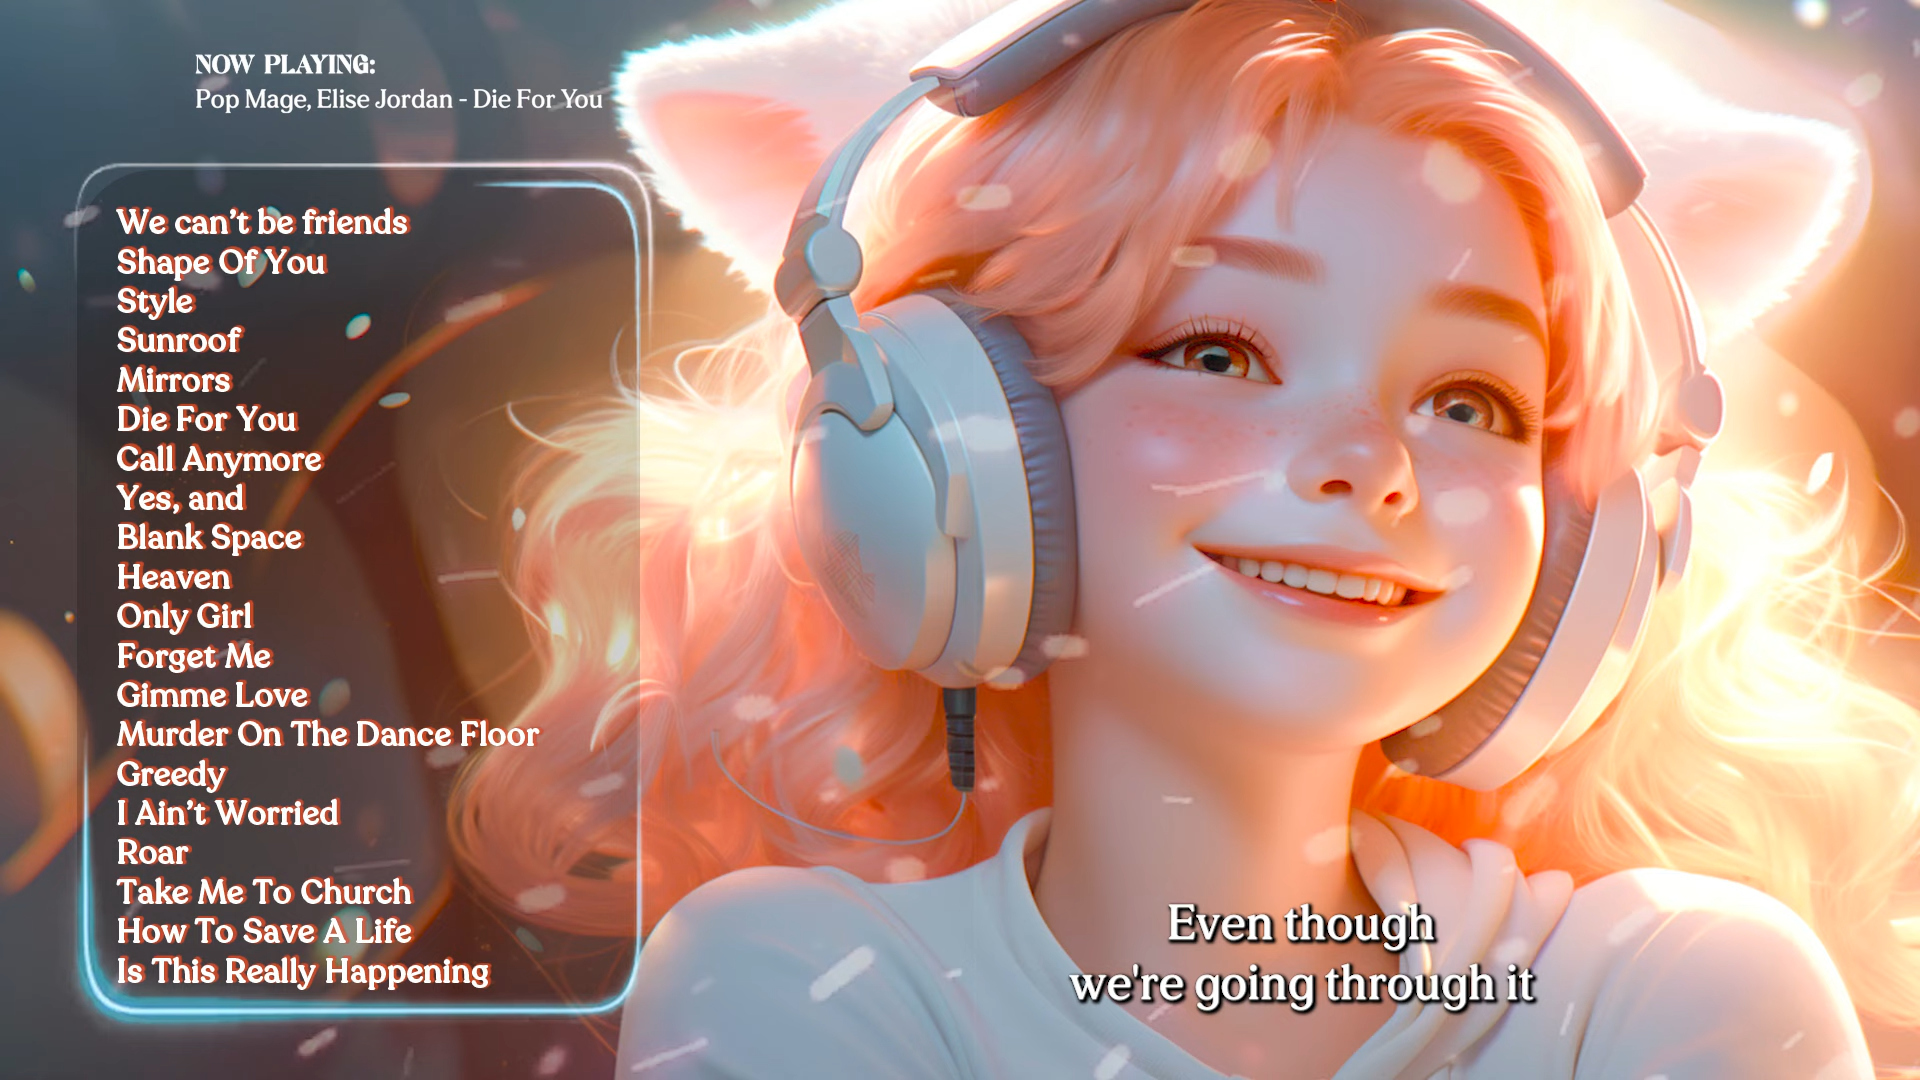 NOW PLAYING:
Pop Mage, Elise Jordan - Die For You
We can't be friends
Shape Of You
Style
Sunroof
Mirrors
Die For You
Call Anymore
Yes, and
Blank Space
Heaven
Only Girl
Forget Me
Gimme Love
Murder On The Dance Floor
Greedy
I Ain't Worried
Roar
Take Me To Church
How To Save A Life
Is This Really Happening
Even though
we're going through it